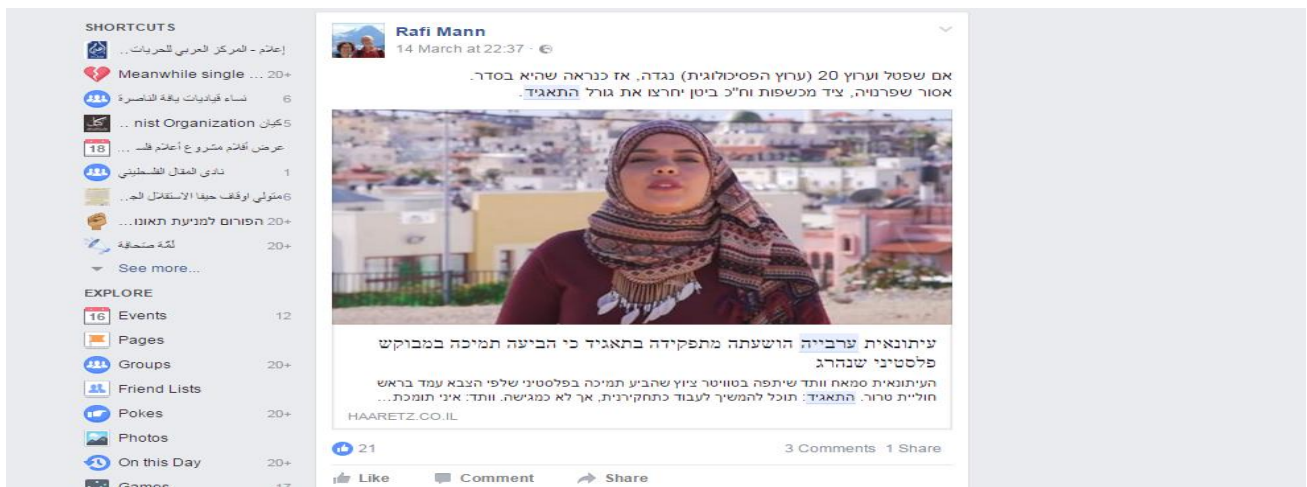 SHORTCUTS
إعلام - المركز العربي للحريات ..
Meanwhile single ... 20+
نساء قياديات يافة الناصرة 6
كيان nist Organization .. 5
عرض أفلام مشروع أعلام فلس ...
نادي المقال الفلسطيني 1
متولي اوقاف حيفا الاستقلال الجـ.. 6
הפורום למניעת תאונו... 20+
لمّة صحافة 20+
See more...
EXPLORE
Events 12
Pages
Groups 20+
Friend Lists
Pokes 20+
Photos
On this Day 20+
Games 17
Rafi Mann
14 March at 22:37 ·
אם שפטל וערוץ 20 (ערוץ הפסיכולוגית) נגדה, אז כנראה שהיא בסדר.
אסור שפרנויה, ציד מכשפות וח"כ ביטן יחרצו את גורל התאגיד.
עיתונאית ערבייה הושעתה מתפקידה בתאגיד כי הביעה תמיכה במבוקש
פלסטיני שנהרג
העיתונאית סמאח וותד שיתפה בטוויטר ציוץ שהביע תמיכה בפלסטיני שלפי הצבא עמד בראש
חוליית טרור. התאגיד: תוכל להמשיך לעבוד כתחקירנית, אך לא כמגישה. וותד: איני תומכת...
HAARETZ.CO.IL
21
3 Comments 1 Share
Like Comment Share